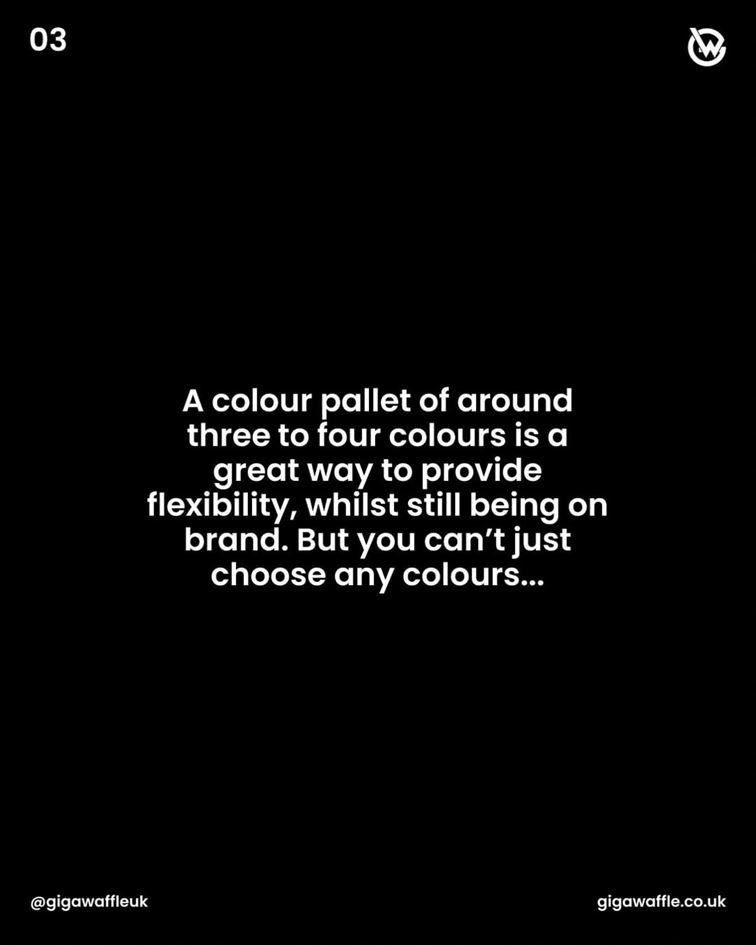 03
A colour pallet of around
three to four colours is a
great way to provide
flexibility, whilst still being on
brand. But you can’t just
choose any colours...
@gigawaffleuk
gigawaffle.co.uk